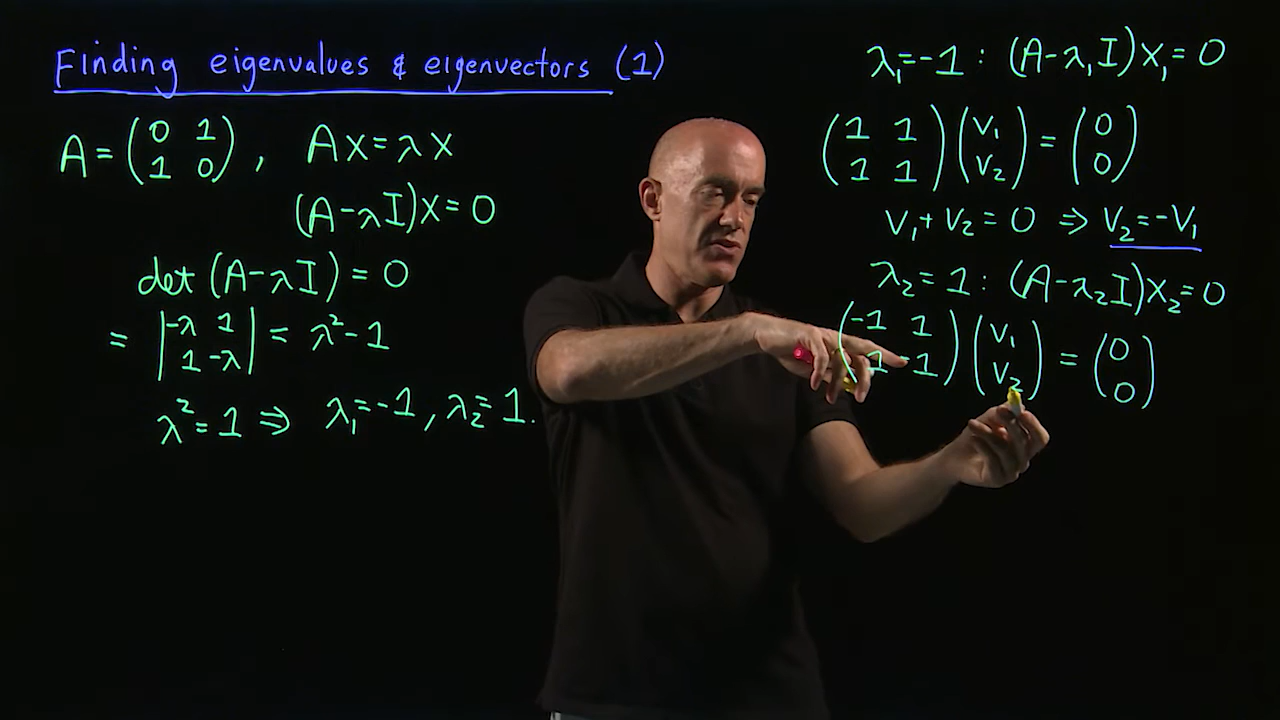 Finding eigenvalues & eigenvectors (1)
A = (0 1; 1 0), Ax = λx
(A-λI)x = 0
det (A-λI) = 0
= |-λ 1; 1 -λ| = λ² - 1
λ² = 1 ⇒ λ₁ = -1, λ₂ = 1.
λ₁ = -1 : (A-λ₁I)x₁ = 0
(1 1; 1 1)(v₁; v₂) = (0; 0)
v₁ + v₂ = 0 ⇒ v₂ = -v₁
λ₂ = 1 : (A-λ₂I)x₂ = 0
(-1 1; 1 -1)(v₁; v₂) = (0; 0)